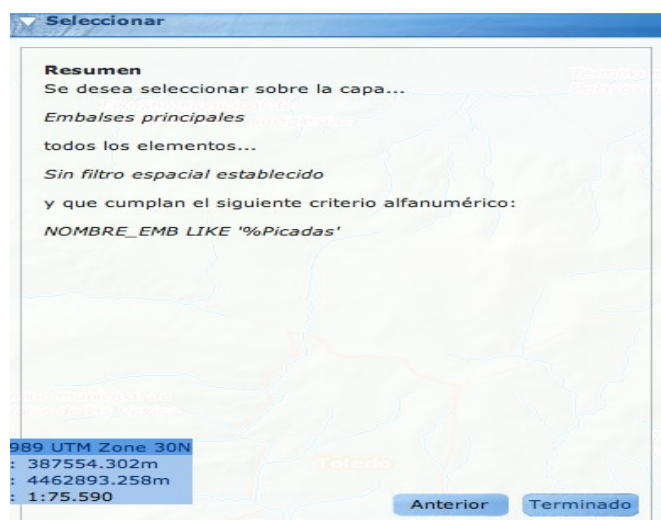 Seleccionar
Resumen
Se desea seleccionar sobre la capa...
Embalses principales
todos los elementos...
Sin filtro espacial establecido
y que cumplan el siguiente criterio alfanumérico:
NOMBRE_EMB LIKE '%Picadas'
Toledo
989 UTM Zone 30N
: 387554.302m
: 4462893.258m
: 1:75.590
Anterior Terminado